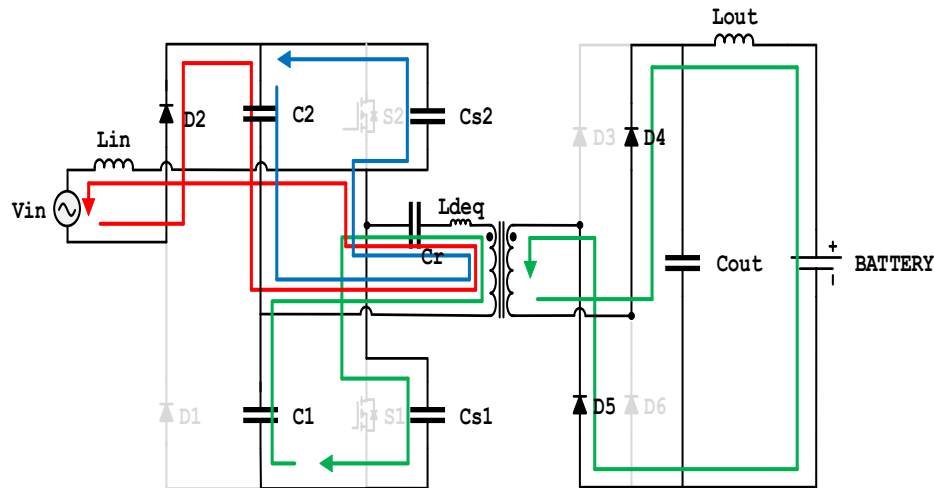 Lout
D2
C2
S2
Cs2
D3
D4
Lin
Vin
Ldeq
Cr
Cout
+
BATTERY
-
D1
C1
S1
Cs1
D5
D6